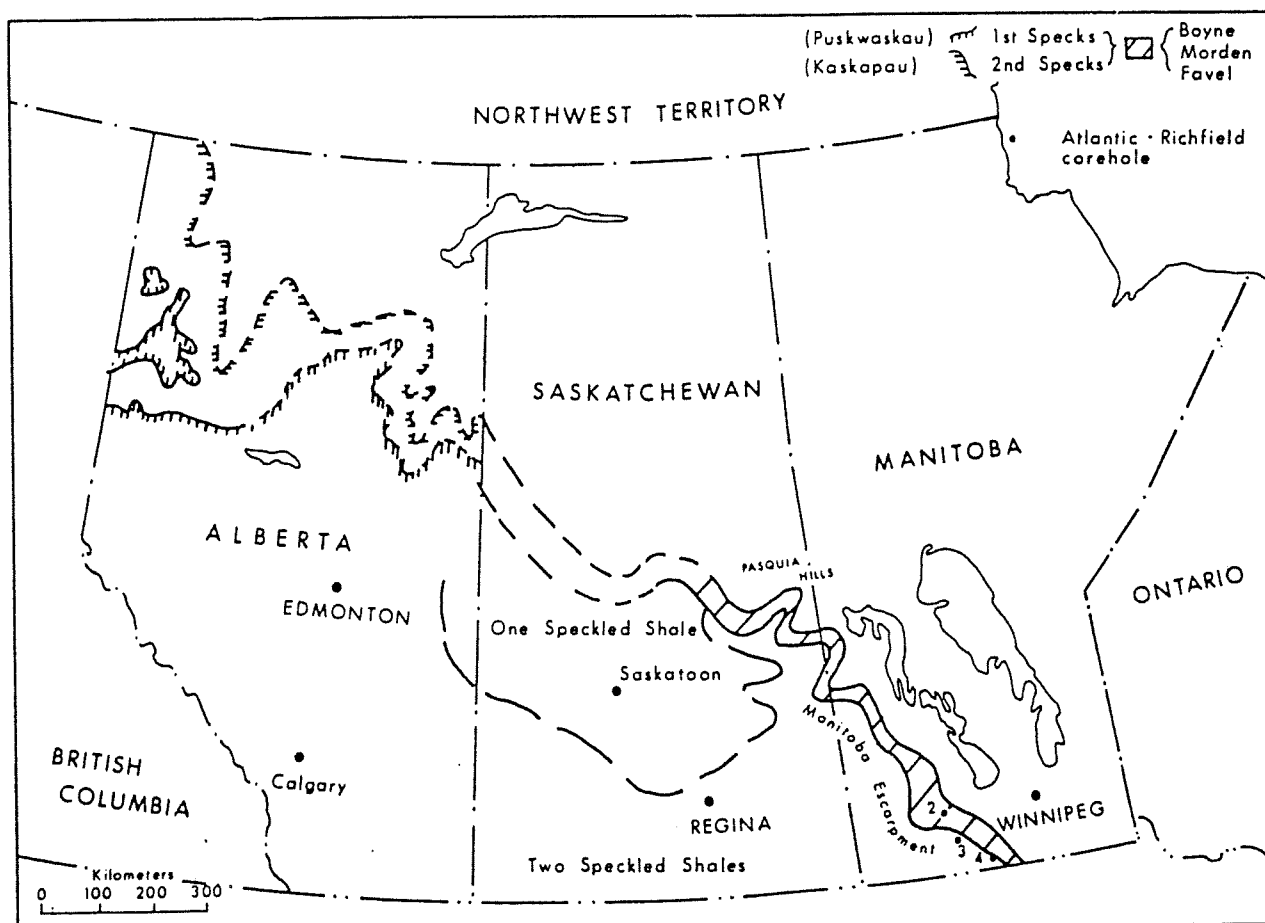 (Puskwaskau) 1st Specks
(Kaskapau) 2nd Specks
Boyne
Morden
Favel
NORTHWEST TERRITORY
Atlantic · Richfield
corehole
SASKATCHEWAN
MANITOBA
ALBERTA
PASQUIA
HILLS
EDMONTON
ONTARIO
One Speckled Shale
Saskatoon
Manitoba Escarpment
BRITISH
COLUMBIA
Calgary
REGINA
2
WINNIPEG
3 4
Two Speckled Shales
Kilometers
0 100 200 300